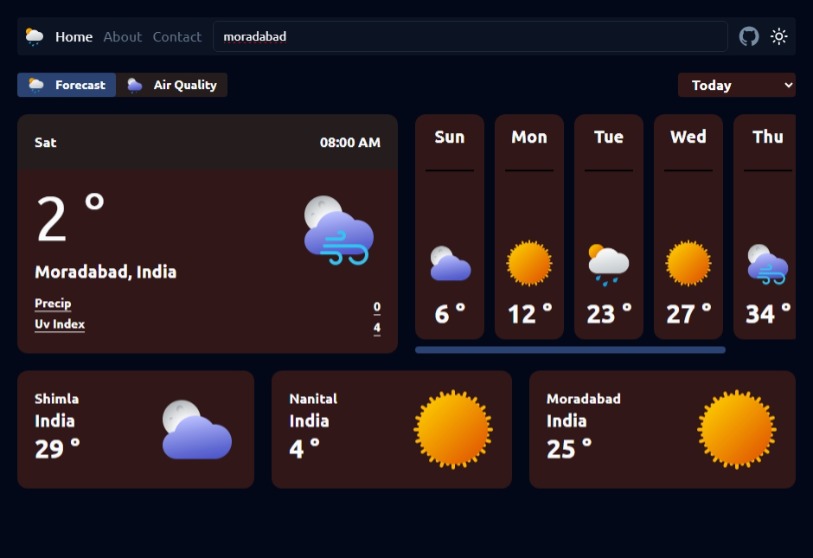 Home About Contact moradabad
Forecast Air Quality Today
Sat 08:00 AM
2 °
Moradabad, India
Precip 0
Uv Index 4
Sun Mon Tue Wed Thu
6 ° 12 ° 23 ° 27 ° 34 °
Shimla
India
29 °
Nanital
India
4 °
Moradabad
India
25 °